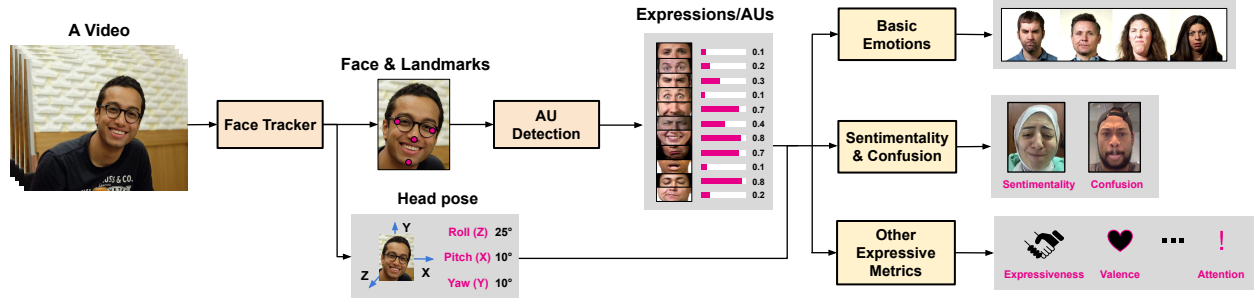 A Video
USS & CO.
Face Tracker
Face & Landmarks
AU
Detection
Head pose
Y
X
Z
Roll (Z) 25°
Pitch (X) 10°
Yaw (Y) 10°
Expressions/AUs
0.1
0.2
0.3
0.1
0.7
0.4
0.8
0.7
0.1
0.8
0.2
Basic
Emotions
Sentimentality
& Confusion
Sentimentality Confusion
Other
Expressive
Metrics
!
Expressiveness Valence Attention